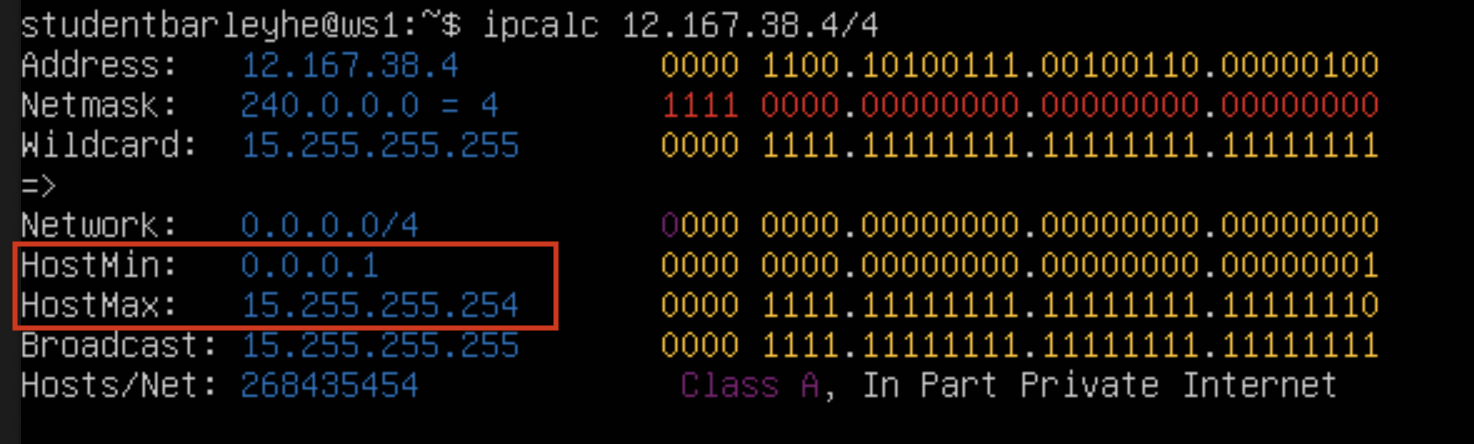 studentbarleyhe@ws1:~$ ipcalc 12.167.38.4/4
Address:   12.167.38.4          0000 1100.10100111.00100110.00000100
Netmask:   240.0.0.0 = 4        1111 0000.00000000.00000000.00000000
Wildcard:  15.255.255.255       0000 1111.11111111.11111111.11111111
=>
Network:   0.0.0.0/4            0000 0000.00000000.00000000.00000000
HostMin:   0.0.0.1              0000 0000.00000000.00000000.00000001
HostMax:   15.255.255.254       0000 1111.11111111.11111111.11111110
Broadcast: 15.255.255.255       0000 1111.11111111.11111111.11111111
Hosts/Net: 268435454             Class A, In Part Private Internet